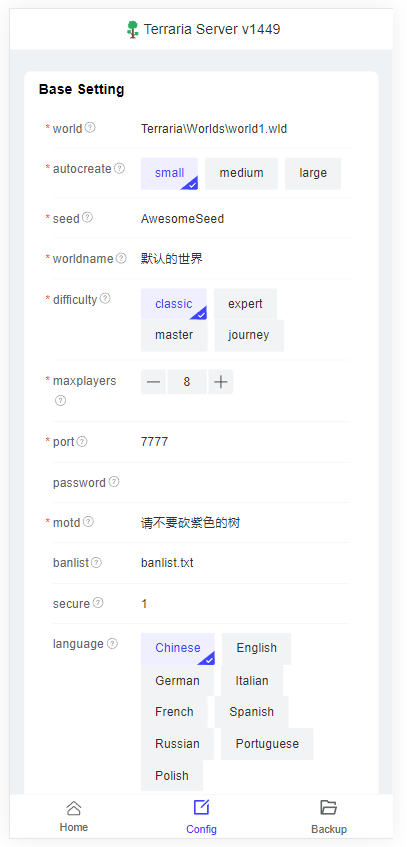 Terraria Server v1449
Base Setting
* world ? Terraria\Worlds\world1.wld
* autocreate ? small medium large
* seed ? AwesomeSeed
* worldname ? 默认的世界
* difficulty ? classic expert
master journey
* maxplayers ? 8
* port ? 7777
password ?
* motd ? 请不要砍紫色的树
banlist ? banlist.txt
secure ? 1
language ? Chinese English
German Italian
French Spanish
Russian Portuguese
Polish
Home Config Backup